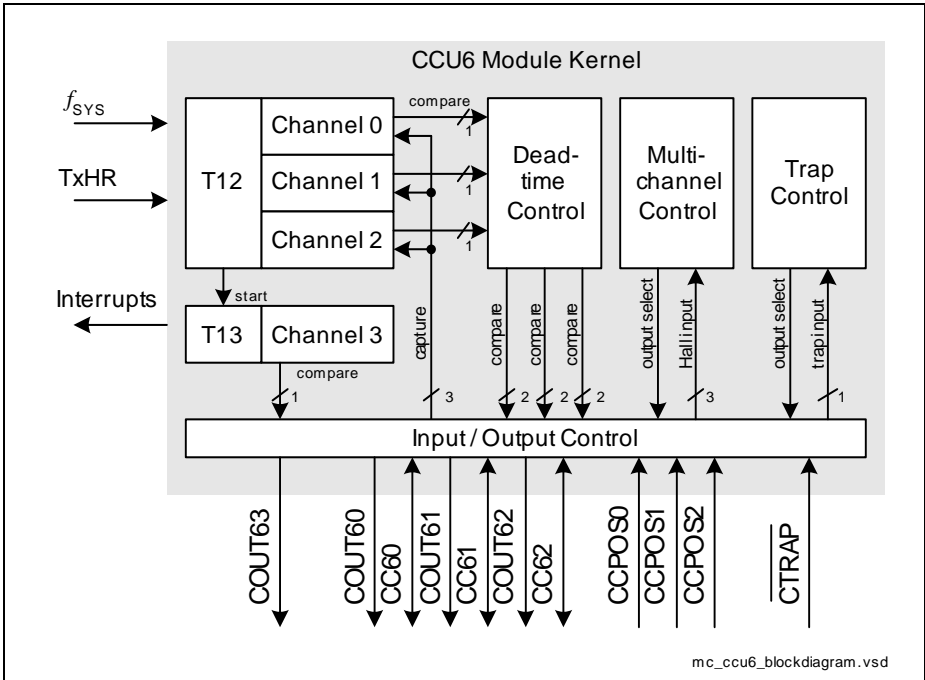 CCU6 Module Kernel
fSYS
TxHR
Interrupts
T12
Channel 0
Channel 1
Channel 2
compare
1
1
1
Dead-
time
Control
Multi-
channel
Control
Trap
Control
start
T13
Channel 3
compare
1
capture
3
compare
2
compare
2
compare
2
output select
Hall input
3
output select
trap input
1
Input / Output Control
COUT63
COUT60
CC60
COUT61
CC61
COUT62
CC62
CCPOS0
CCPOS1
CCPOS2
CTRAP
mc_ccu6_blockdiagram.vsd